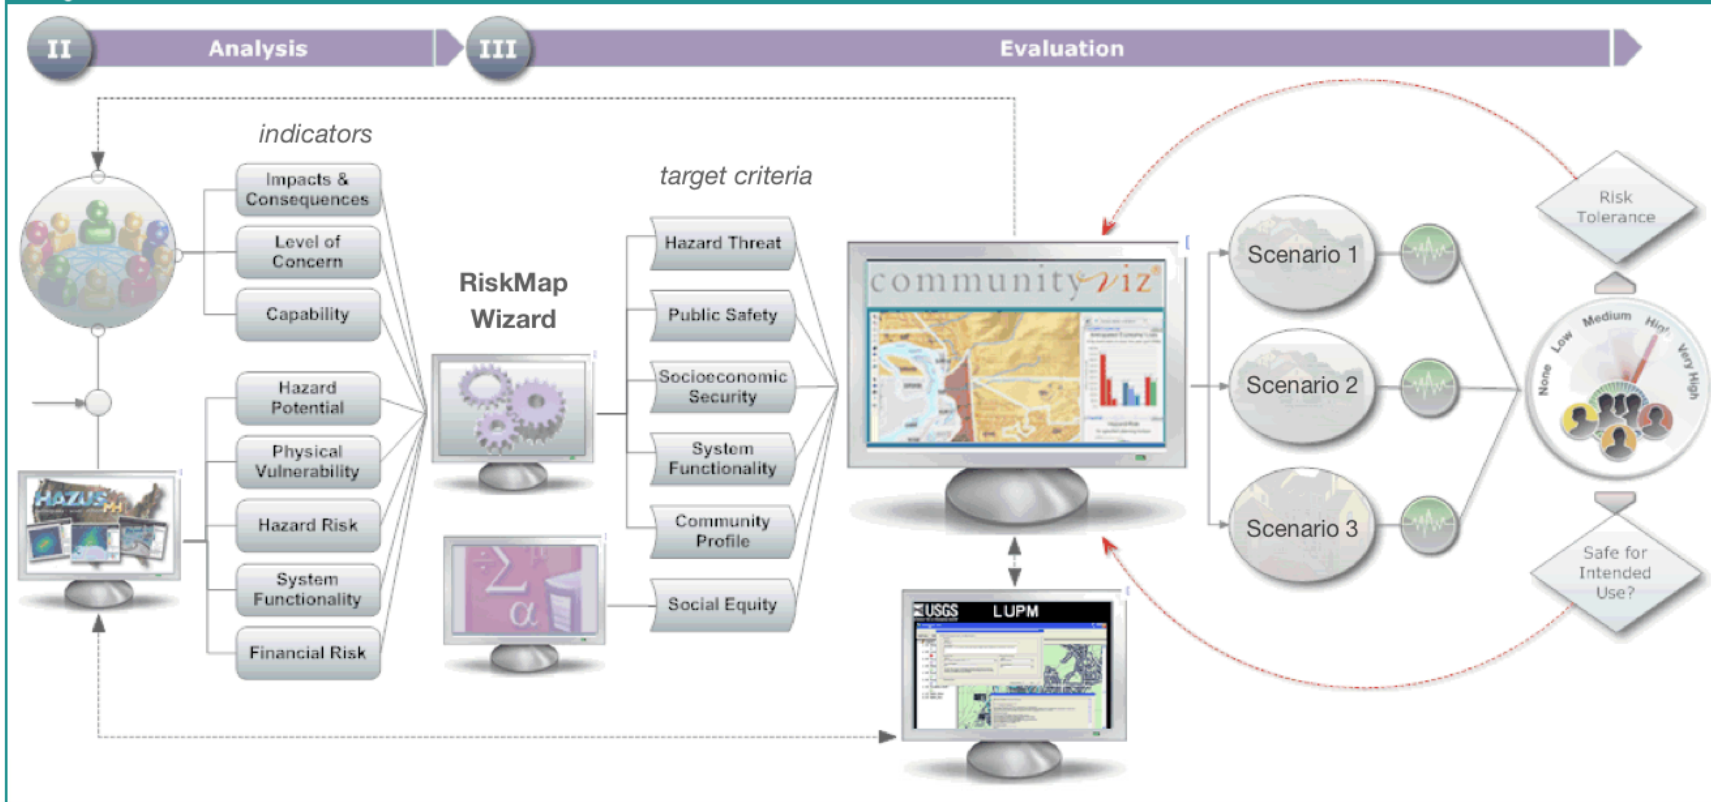 II
Analysis
III
Evaluation
indicators
Impacts &
Consequences
Level of
Concern
Capability
Hazard
Potential
Physical
Vulnerability
Hazard Risk
System
Functionality
Financial Risk
HAZUS
MH
RiskMap
Wizard
Σ
α
target criteria
Hazard Threat
Public Safety
Socioeconomic
Security
System
Functionality
Community
Profile
Social Equity
communityviz®
USGS
LUPM
Scenario 1
Scenario 2
Scenario 3
Risk
Tolerance
None
Low
Medium
High
Very High
Safe for
Intended
Use?